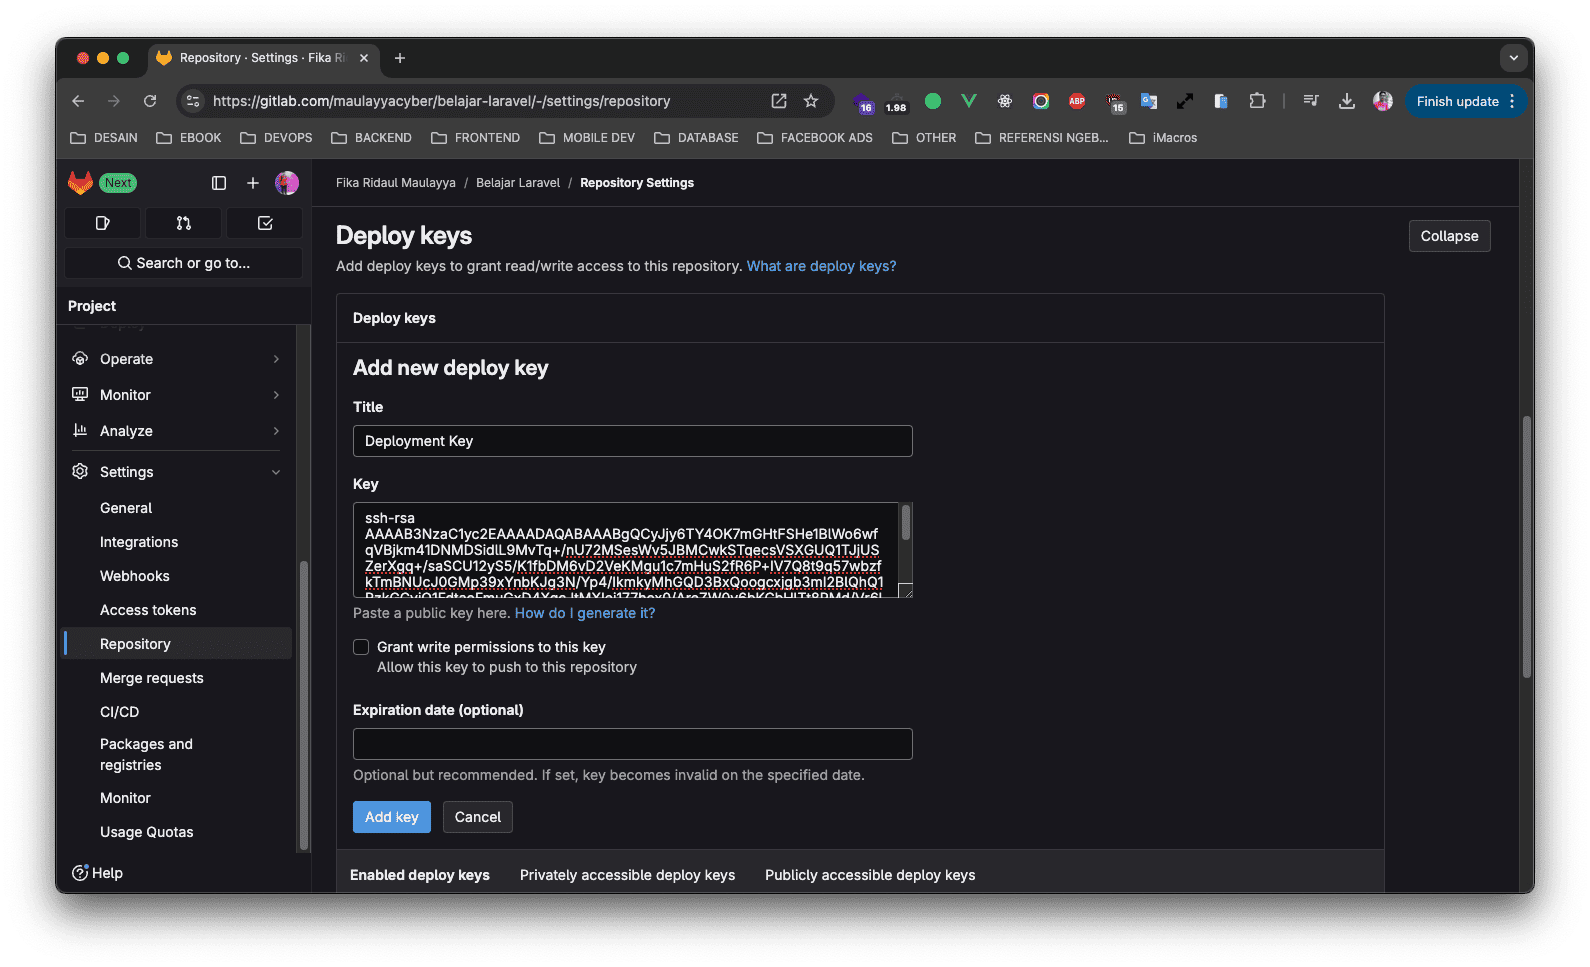 Repository · Settings · Fika Ri
https://gitlab.com/maulayyacyber/belajar-laravel/-/settings/repository
16
1.98
ABP
15
Finish update
DESAIN
EBOOK
DEVOPS
BACKEND
FRONTEND
MOBILE DEV
DATABASE
FACEBOOK ADS
OTHER
REFERENSI NGEB...
iMacros
Next
Search or go to...
Project
Deploy
Operate
Monitor
Analyze
Settings
General
Integrations
Webhooks
Access tokens
Repository
Merge requests
CI/CD
Packages and
registries
Monitor
Usage Quotas
Help
Fika Ridaul Maulayya / Belajar Laravel / Repository Settings
Deploy keys
Collapse
Add deploy keys to grant read/write access to this repository. What are deploy keys?
Deploy keys
Add new deploy key
Title
Deployment Key
Key
ssh-rsa
AAAAB3NzaC1yc2EAAAADAQABAAABgQCyJjy6TY4OK7mGHtFSHe1BlWo6wf
qVBjkm41DNMDSidlL9MvTq+/nU72MSesWv5JBMCwkSTqecsVSXGUQ1TJjUS
ZerXgq+/saSCU12yS5/K1fbDM6vD2VeKMgu1c7mHuS2fR6P+IV7Q8t9q57wbzf
kTmBNUcJ0GMp39xYnbKJg3N/Yp4/IkmkyMhGQD3BxQoogcxjgb3mI2BlQhQ1
Paste a public key here. How do I generate it?
Grant write permissions to this key
Allow this key to push to this repository
Expiration date (optional)
Optional but recommended. If set, key becomes invalid on the specified date.
Add key
Cancel
Enabled deploy keys
Privately accessible deploy keys
Publicly accessible deploy keys